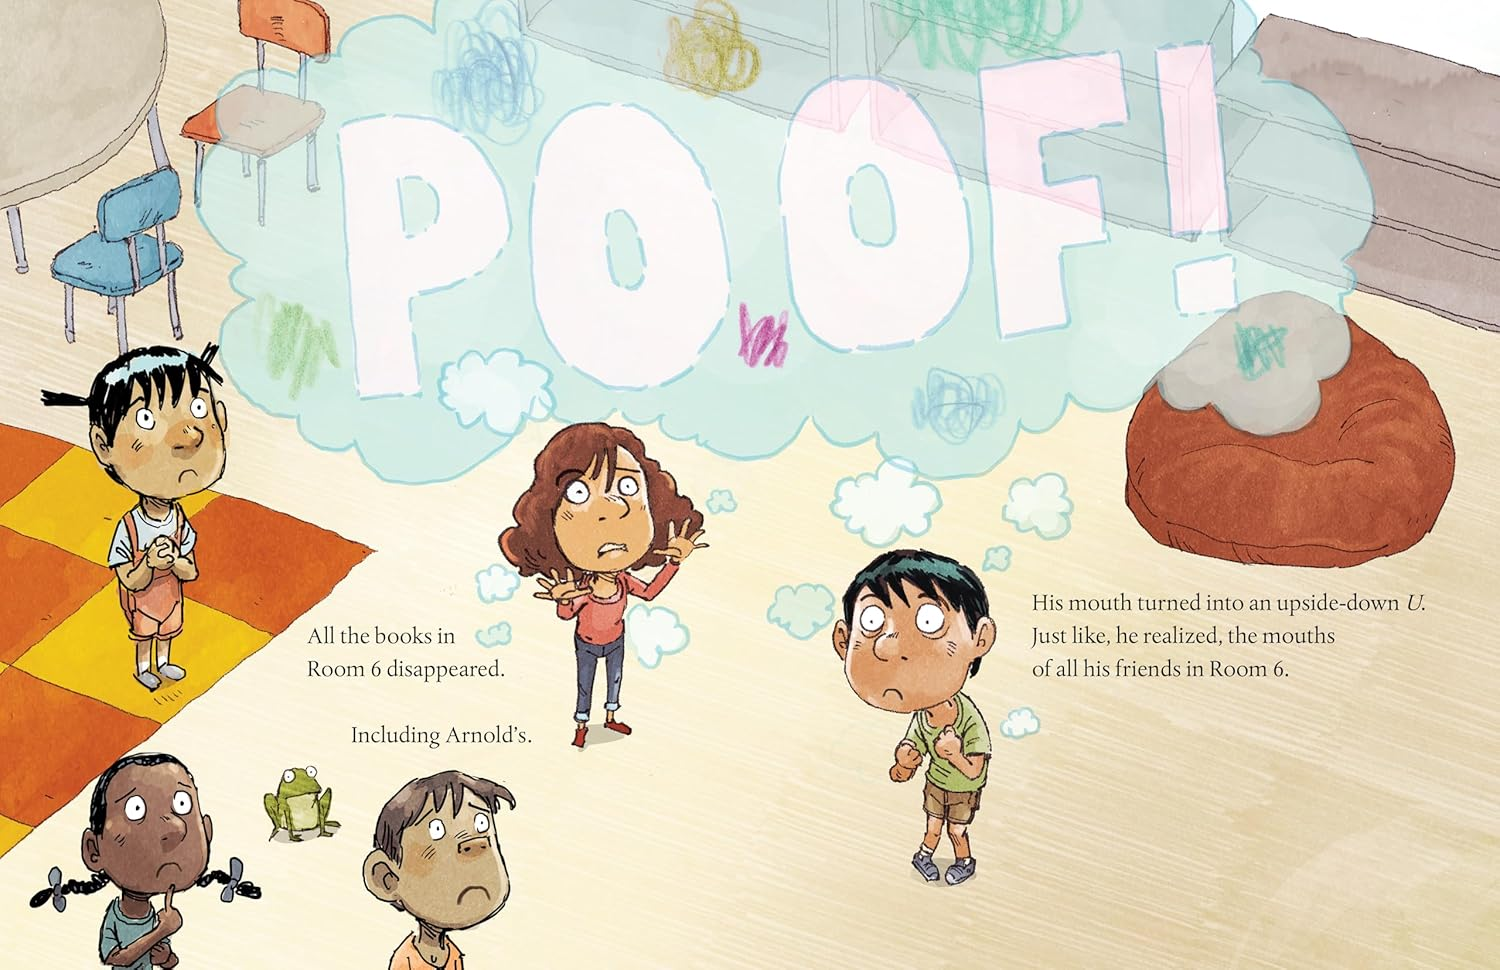 POOF!
All the books in
Room 6 disappeared.
Including Arnold's.
His mouth turned into an upside-down U.
Just like, he realized, the mouths
of all his friends in Room 6.